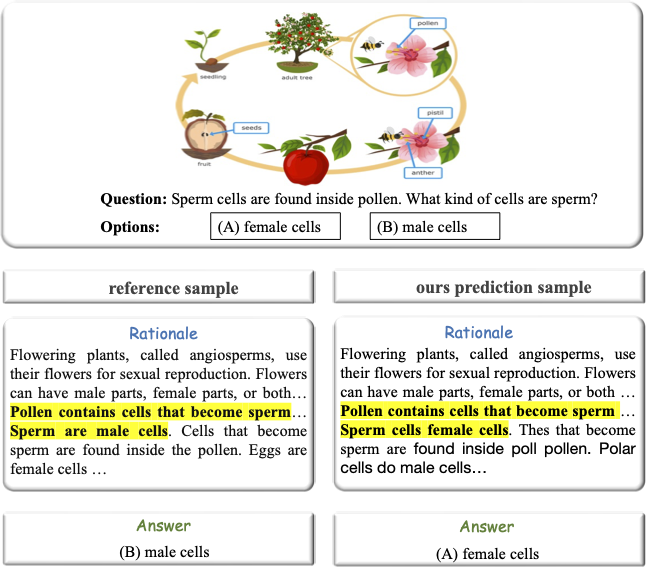 pollen
seedling
adult tree
seeds
pistil
fruit
anther
Question: Sperm cells are found inside pollen. What kind of cells are sperm?
Options: (A) female cells (B) male cells
reference sample
Rationale
Flowering plants, called angiosperms, use
their flowers for sexual reproduction. Flowers
can have male parts, female parts, or both…
Pollen contains cells that become sperm…
Sperm are male cells. Cells that become
sperm are found inside the pollen. Eggs are
female cells …
Answer
(B) male cells
ours prediction sample
Rationale
Flowering plants, called angiosperms, use
their flowers for sexual reproduction. Flowers
can have male parts, female parts, or both …
Pollen contains cells that become sperm …
Sperm cells female cells. Thes that become
sperm are found inside poll pollen. Polar
cells do male cells…
Answer
(A) female cells